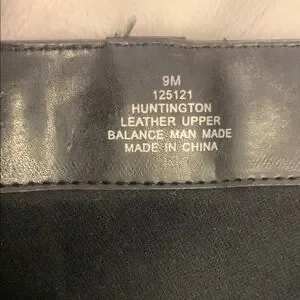 9M
125121
HUNTINGTON
LEATHER UPPER
BALANCE MAN MADE
MADE IN CHINA